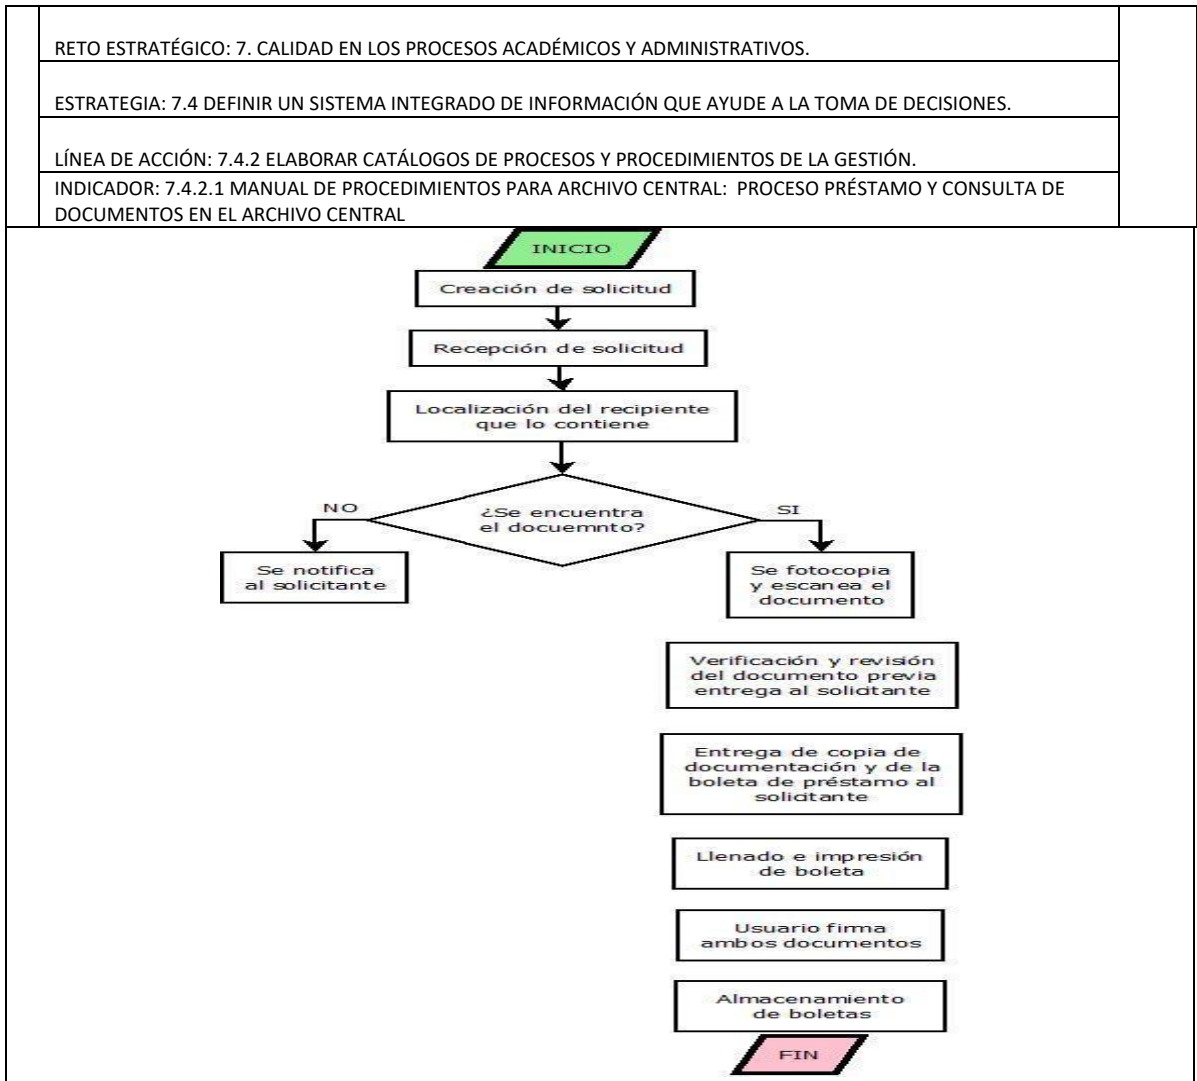 RETO ESTRATÉGICO: 7. CALIDAD EN LOS PROCESOS ACADÉMICOS Y ADMINISTRATIVOS.
ESTRATEGIA: 7.4 DEFINIR UN SISTEMA INTEGRADO DE INFORMACIÓN QUE AYUDE A LA TOMA DE DECISIONES.
LÍNEA DE ACCIÓN: 7.4.2 ELABORAR CATÁLOGOS DE PROCESOS Y PROCEDIMIENTOS DE LA GESTIÓN.
INDICADOR: 7.4.2.1 MANUAL DE PROCEDIMIENTOS PARA ARCHIVO CENTRAL: PROCESO PRÉSTAMO Y CONSULTA DE
DOCUMENTOS EN EL ARCHIVO CENTRAL
INICIO
Creación de solicitud
Recepción de solicitud
Localización del recipiente
que lo contiene
¿Se encuentra
el docuemnto?
NO
SI
Se notifica
al solicitante
Se fotocopia
y escanea el
documento
Verificación y revisión
del documento previa
entrega al solicitante
Entrega de copia de
documentación y de la
boleta de préstamo al
solicitante
Llenado e impresión
de boleta
Usuario firma
ambos documentos
Almacenamiento
de boletas
FIN